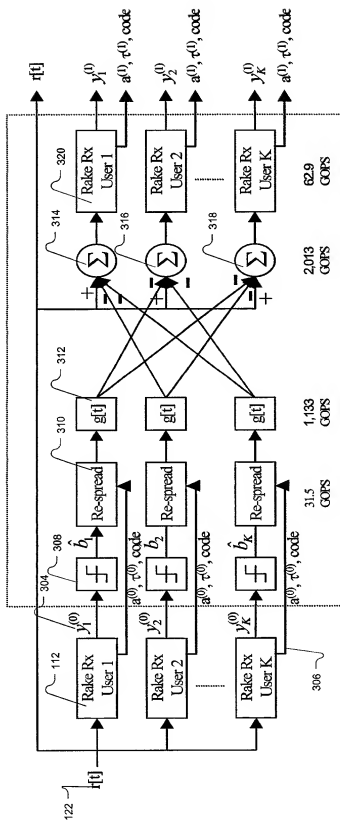 r[t]
304
308
310
312
314
320
112
Rake Rx
User 1
y₁⁽⁰⁾
b̂₁
Re-spread
g[t]
+
−
−
Σ
Rake Rx
User 1
y₁⁽¹⁾
a⁽⁰⁾, τ⁽⁰⁾, code
a⁽¹⁾, τ⁽¹⁾, code
122
r[t]
316
Rake Rx
User 2
y₂⁽⁰⁾
b̂₂
Re-spread
g[t]
−
+
−
Σ
Rake Rx
User 2
y₂⁽¹⁾
a⁽⁰⁾, τ⁽⁰⁾, code
a⁽¹⁾, τ⁽¹⁾, code
318
Rake Rx
User K
y_K⁽⁰⁾
b̂_K
Re-spread
g[t]
−
−
+
Σ
Rake Rx
User K
y_K⁽¹⁾
a⁽⁰⁾, τ⁽⁰⁾, code
a⁽¹⁾, τ⁽¹⁾, code
306
31.5
GOPS
1,133
GOPS
2,013
GOPS
62.9
GOPS